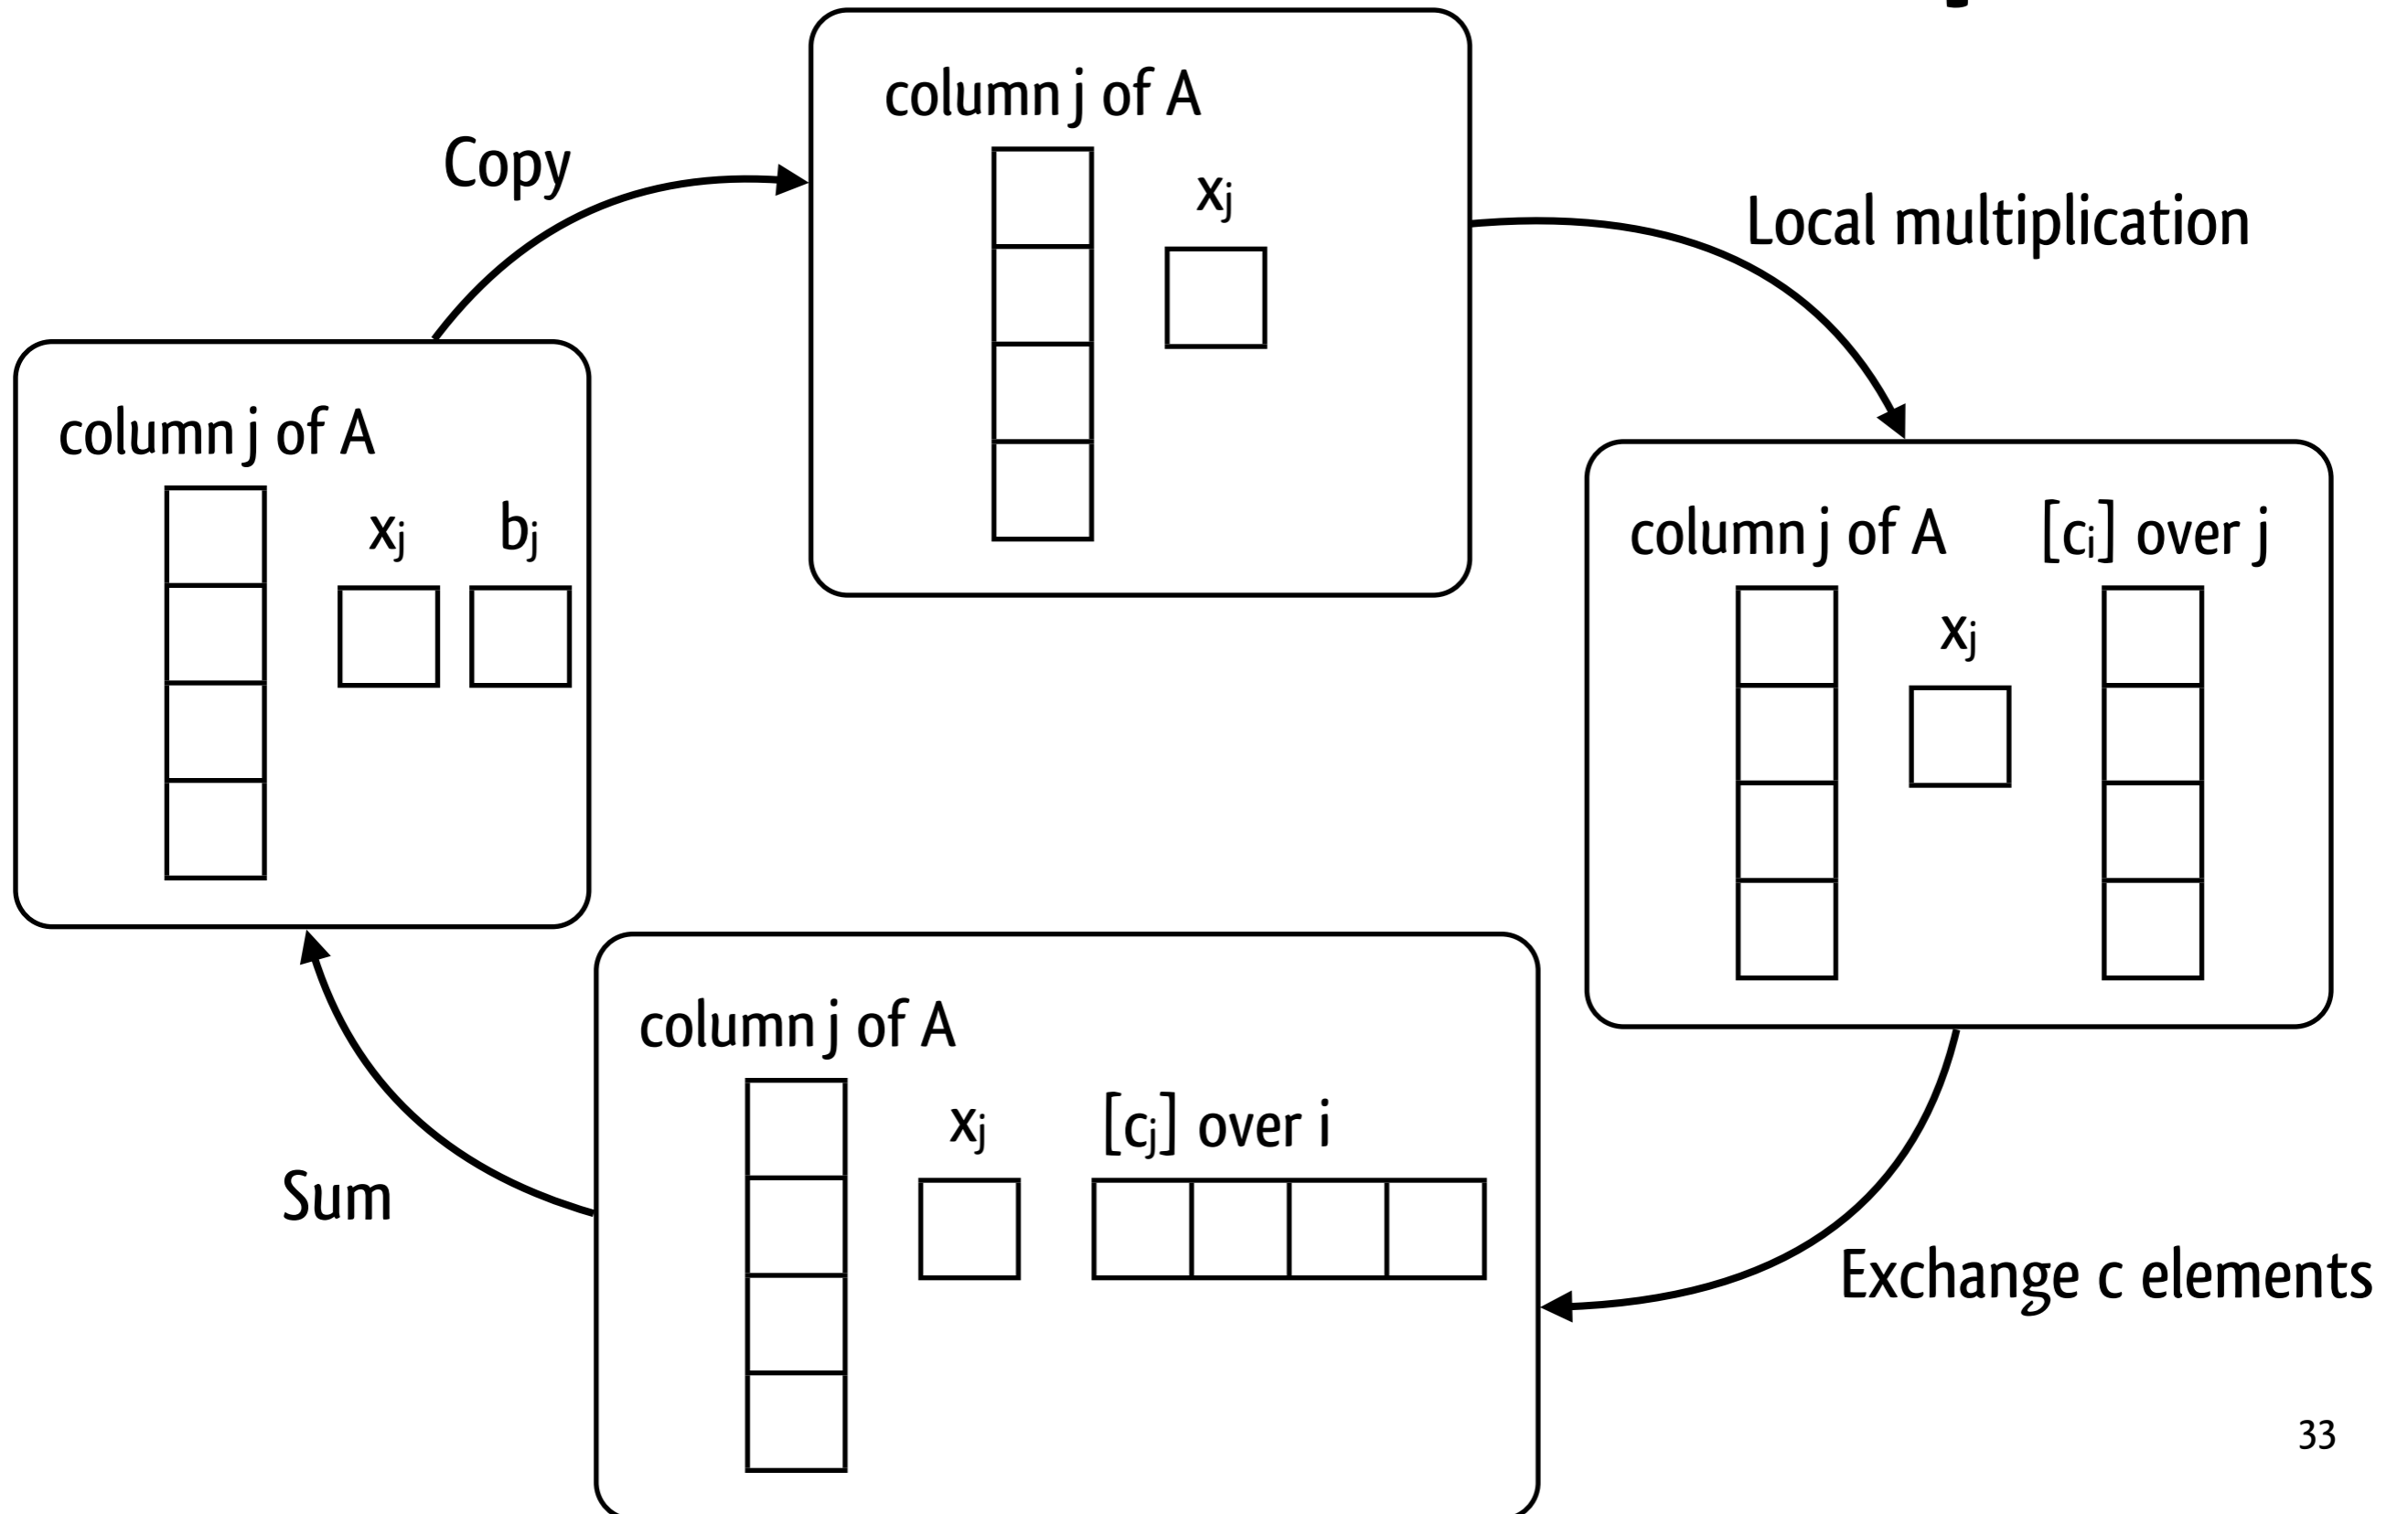 column j of A
xj
Copy
Local multiplication
column j of A
xj
bj
column j of A
[ci] over j
xj
column j of A
xj
[cj] over i
Sum
Exchange c elements
33